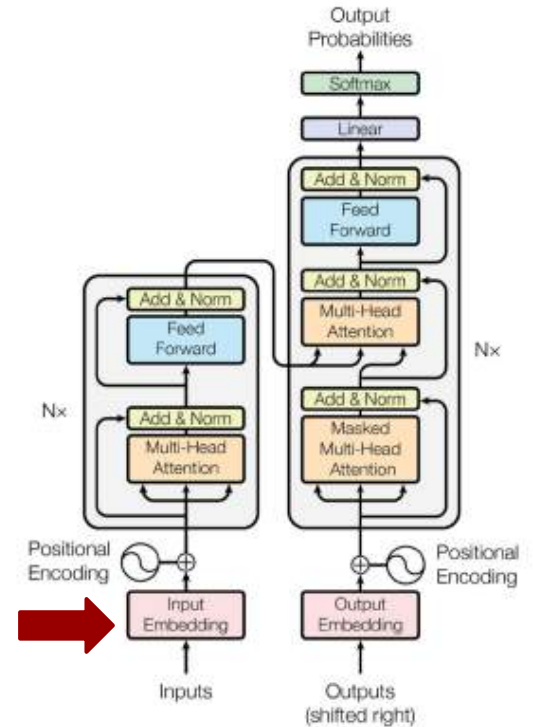 Output
Probabilities
Softmax
Linear
Add & Norm
Feed
Forward
Add & Norm
Multi-Head
Attention
Add & Norm
Masked
Multi-Head
Attention
Nx
Add & Norm
Feed
Forward
Add & Norm
Multi-Head
Attention
Nx
Positional
Encoding
Positional
Encoding
Input
Embedding
Output
Embedding
Inputs
Outputs
(shifted right)